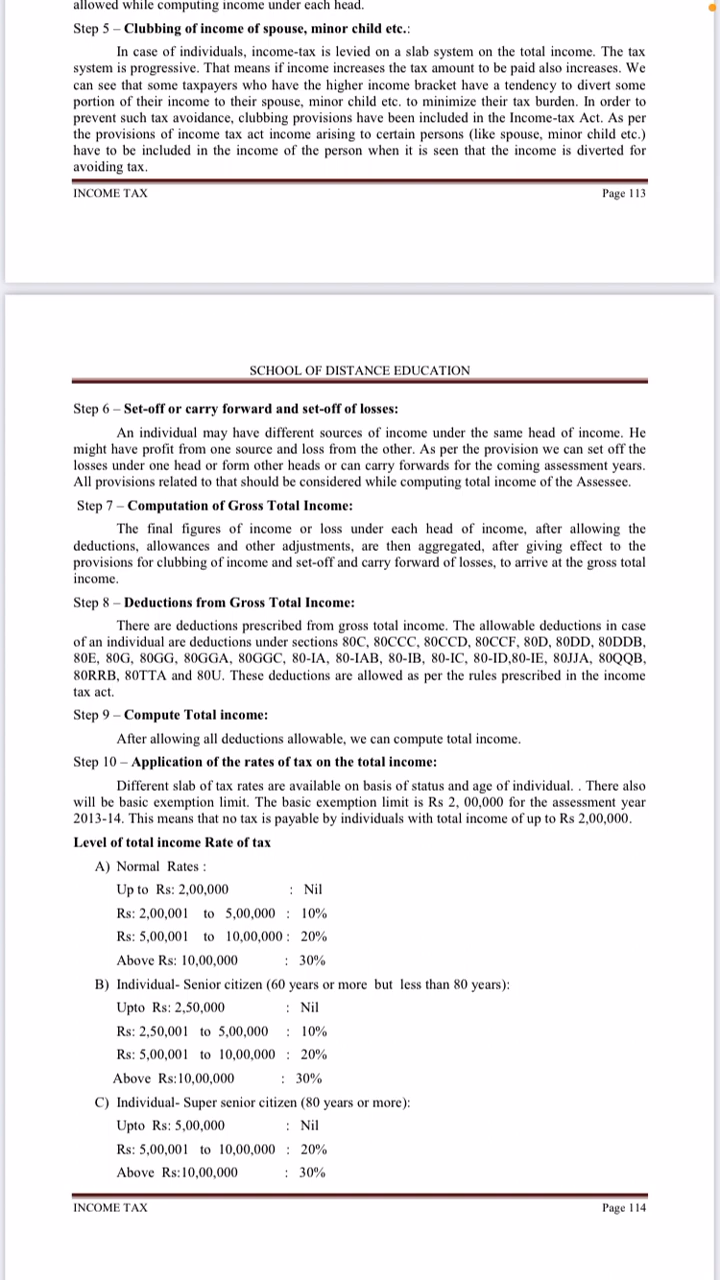 allowed while computing income under each head.
Step 5 – Clubbing of income of spouse, minor child etc.:
In case of individuals, income-tax is levied on a slab system on the total income. The tax
system is progressive. That means if income increases the tax amount to be paid also increases. We
can see that some taxpayers who have the higher income bracket have a tendency to divert some
portion of their income to their spouse, minor child etc. to minimize their tax burden. In order to
prevent such tax avoidance, clubbing provisions have been included in the Income-tax Act. As per
the provisions of income tax act income arising to certain persons (like spouse, minor child etc.)
have to be included in the income of the person when it is seen that the income is diverted for
avoiding tax.
INCOME TAX Page 113
SCHOOL OF DISTANCE EDUCATION
Step 6 – Set-off or carry forward and set-off of losses:
An individual may have different sources of income under the same head of income. He
might have profit from one source and loss from the other. As per the provision we can set off the
losses under one head or form other heads or can carry forwards for the coming assessment years.
All provisions related to that should be considered while computing total income of the Assessee.
Step 7 – Computation of Gross Total Income:
The final figures of income or loss under each head of income, after allowing the
deductions, allowances and other adjustments, are then aggregated, after giving effect to the
provisions for clubbing of income and set-off and carry forward of losses, to arrive at the gross total
income.
Step 8 – Deductions from Gross Total Income:
There are deductions prescribed from gross total income. The allowable deductions in case
of an individual are deductions under sections 80C, 80CCC, 80CCD, 80CCF, 80D, 80DD, 80DDB,
80E, 80G, 80GG, 80GGA, 80GGC, 80-IA, 80-IAB, 80-IB, 80-IC, 80-ID,80-IE, 80JJA, 80QQB,
80RRB, 80TTA and 80U. These deductions are allowed as per the rules prescribed in the income
tax act.
Step 9 – Compute Total income:
After allowing all deductions allowable, we can compute total income.
Step 10 – Application of the rates of tax on the total income:
Different slab of tax rates are available on basis of status and age of individual. . There also
will be basic exemption limit. The basic exemption limit is Rs 2, 00,000 for the assessment year
2013-14. This means that no tax is payable by individuals with total income of up to Rs 2,00,000.
Level of total income Rate of tax
A) Normal Rates :
Up to Rs: 2,00,000 : Nil
Rs: 2,00,001 to 5,00,000 : 10%
Rs: 5,00,001 to 10,00,000 : 20%
Above Rs: 10,00,000 : 30%
B) Individual- Senior citizen (60 years or more but less than 80 years):
Upto Rs: 2,50,000 : Nil
Rs: 2,50,001 to 5,00,000 : 10%
Rs: 5,00,001 to 10,00,000 : 20%
Above Rs:10,00,000 : 30%
C) Individual- Super senior citizen (80 years or more):
Upto Rs: 5,00,000 : Nil
Rs: 5,00,001 to 10,00,000 : 20%
Above Rs:10,00,000 : 30%
INCOME TAX Page 114